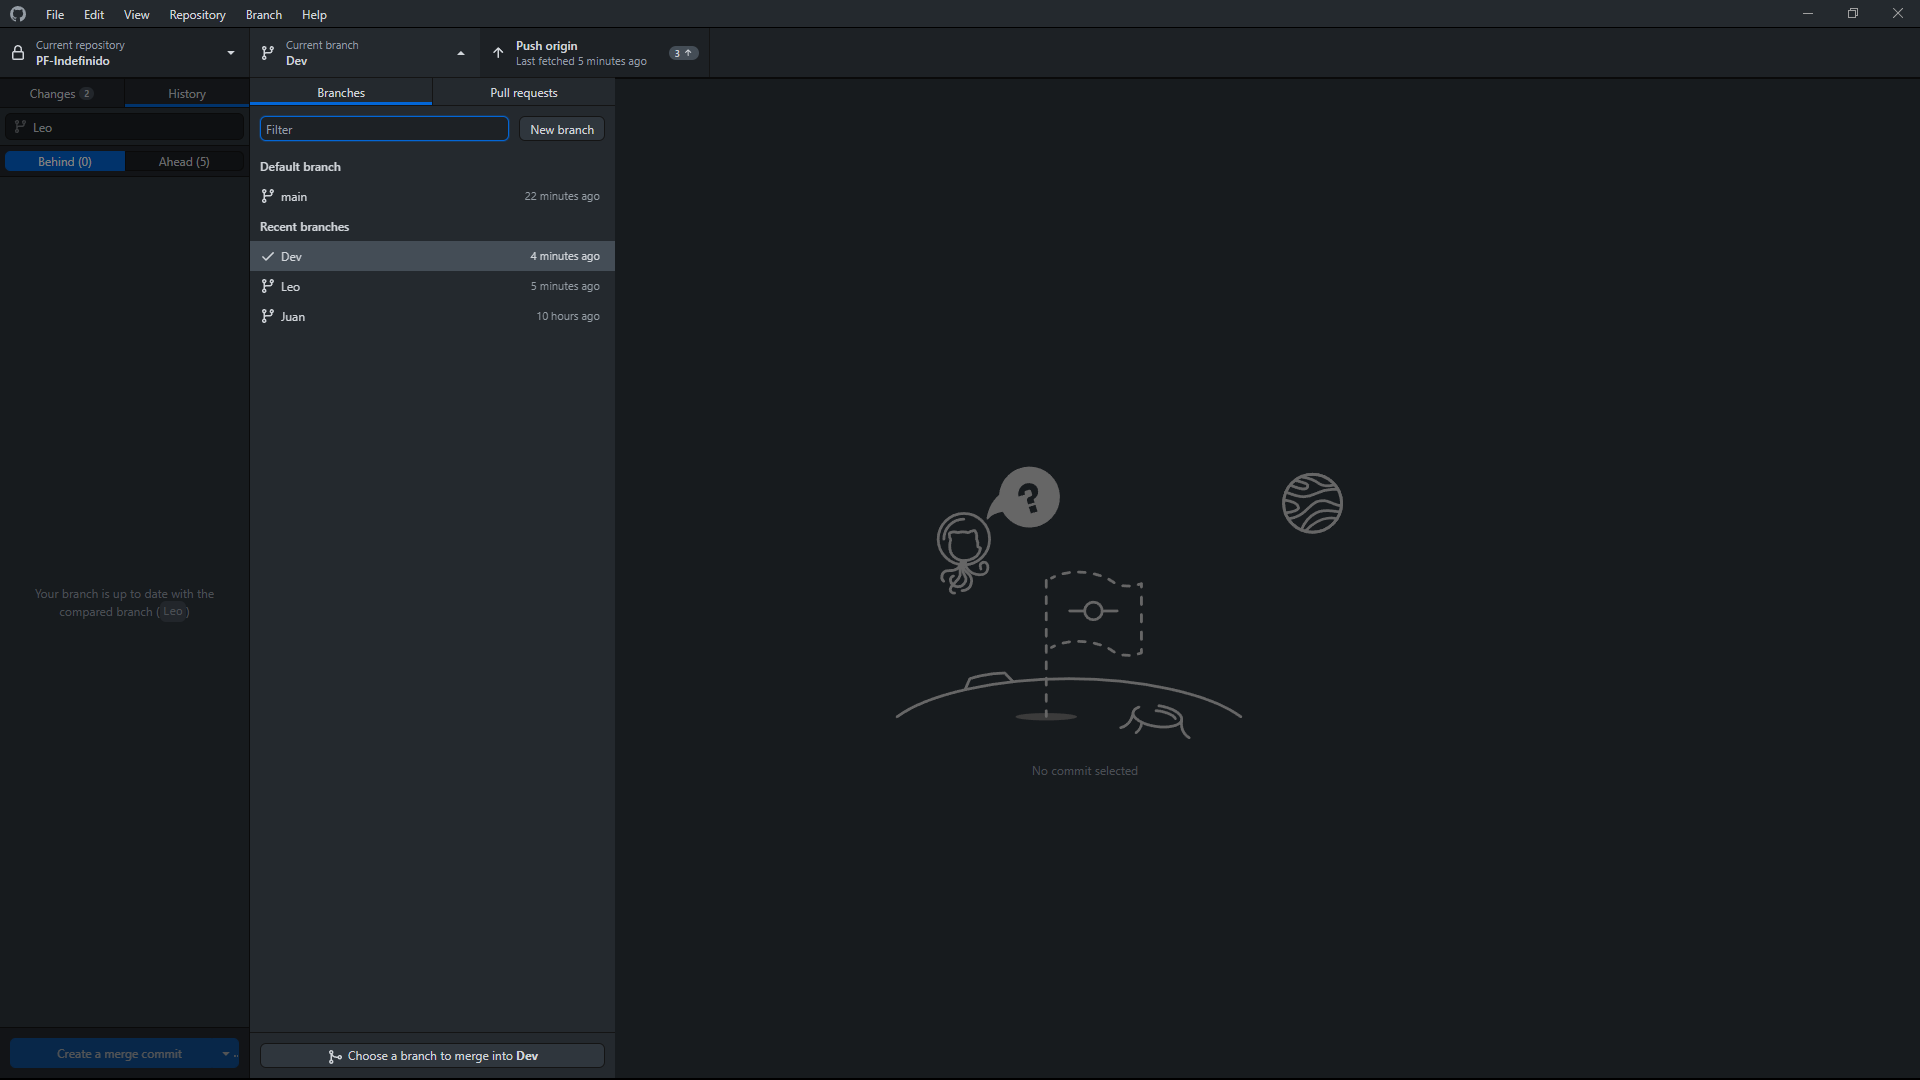 File Edit View Repository Branch Help
Current repository
PF-Indefinido
Current branch
Dev
Push origin
Last fetched 5 minutes ago
3
Changes 2
History
Leo
Behind (0)
Ahead (5)
Your branch is up to date with the
compared branch ( Leo )
Create a merge commit
Branches
Pull requests
Filter
New branch
Default branch
main 22 minutes ago
Recent branches
Dev 4 minutes ago
Leo 5 minutes ago
Juan 10 hours ago
Choose a branch to merge into Dev
?
No commit selected